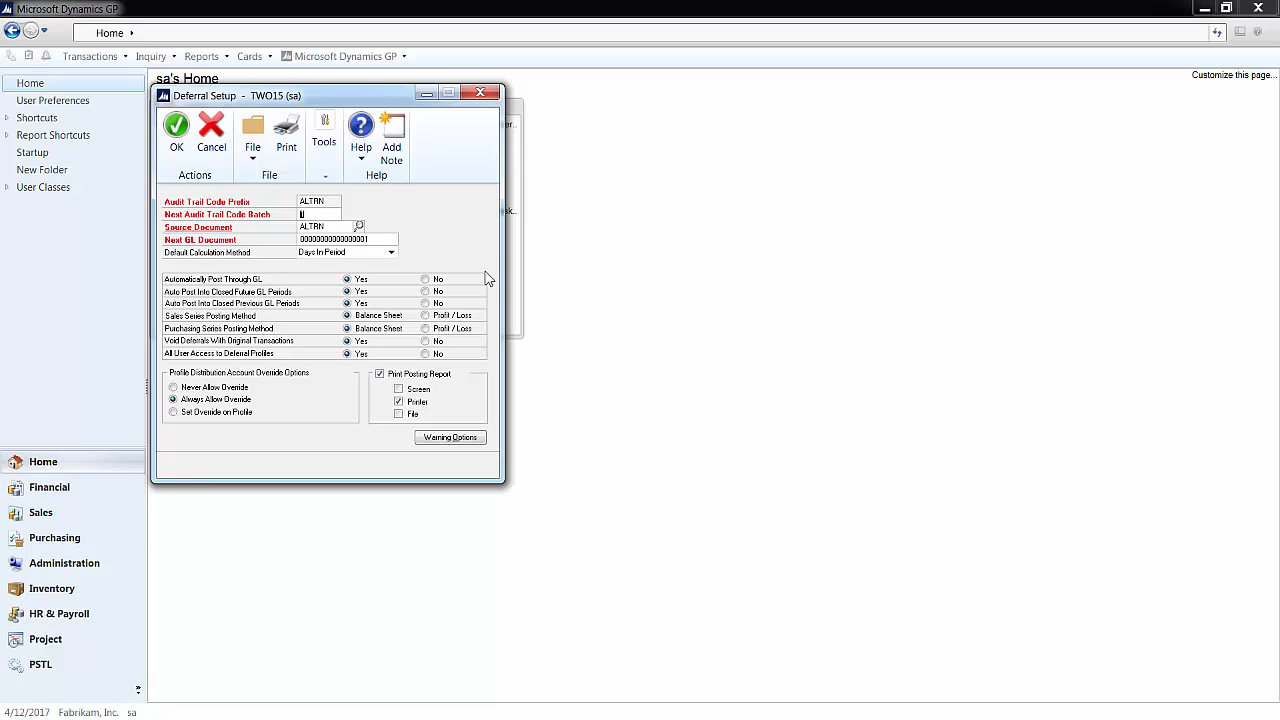 Microsoft Dynamics GP
Home
Transactions Inquiry Reports Cards Microsoft Dynamics GP
sa's Home
Customize this page...
Home
User Preferences
Shortcuts
Report Shortcuts
Startup
New Folder
User Classes
Deferral Setup - TWO15 (sa)
OK Cancel File Print Tools Help Add Note
Actions File Help
Audit Trail Code Prefix ALTRN
Next Audit Trail Code Batch 1
Source Document ALTRN
Next GL Document 00000000000000001
Default Calculation Method Days In Period
Automatically Post Through GL Yes No
Auto Post Into Closed Future GL Periods Yes No
Auto Post Into Closed Previous GL Periods Yes No
Sales Series Posting Method Balance Sheet Profit / Loss
Purchasing Series Posting Method Balance Sheet Profit / Loss
Void Deferrals With Original Transactions Yes No
All User Access to Deferral Profiles Yes No
Profile Distribution Account Override Options
Never Allow Override
Always Allow Override
Set Override on Profile
Print Posting Report
Screen
Printer
File
Warning Options
Home
Financial
Sales
Purchasing
Administration
Inventory
HR & Payroll
Project
PSTL
4/12/2017 Fabrikam, Inc. sa